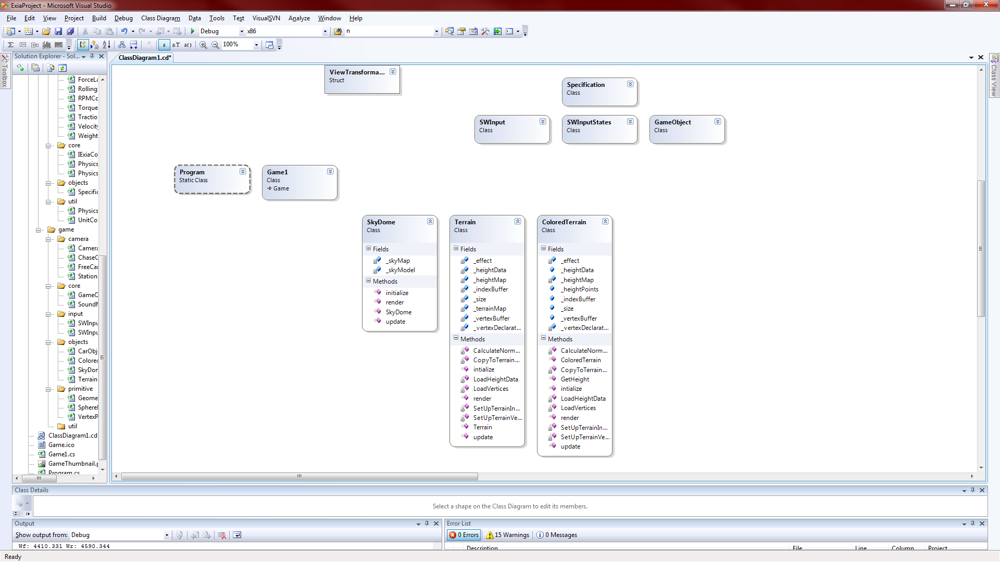 ExiaProject - Microsoft Visual Studio
File Edit View Project Build Debug Class Diagram Data Tools Test VisualSVN Analyze Window Help
Debug x86 n
a a:T a() 100%
Toolbox
Solution Explorer - Sol...
ForceLa
Rolling
RPMCo
Torque
Tractio
Velocity
Weight
core
IExiaCo
Physics
Physics
objects
Specific
util
Physics
UnitCo
game
camera
Camera
ChaseC
FreeCar
Station
core
GameC
SoundM
input
SWInpu
SWInpu
objects
CarObj
Colored
SkyDor
Terrain
primitive
Geome
SphereI
VertexP
util
ClassDiagram1.cd
Game.ico
Game1.cs
GameThumbnail.p
Program.cs
ClassDiagram1.cd*
ViewTransforma...
Struct
Specification
Class
SWInput
Class
SWInputStates
Class
GameObject
Class
Program
Static Class
Game1
Class
Game
SkyDome
Class
Fields
_skyMap
_skyModel
Methods
initialize
render
SkyDome
update
Terrain
Class
Fields
_effect
_heightData
_heightMap
_indexBuffer
_size
_terrainMap
_vertexBuffer
_vertexDeclarat...
Methods
CalculateNorm...
CopyToTerrain...
intialize
LoadHeightData
LoadVertices
render
SetUpTerrainIn...
SetUpTerrainVe...
Terrain
update
ColoredTerrain
Class
Fields
_effect
_heightData
_heightMap
_heightPoints
_indexBuffer
_size
_vertexBuffer
_vertexDeclarat...
Methods
CalculateNorm...
ColoredTerrain
CopyToTerrain...
GetHeight
intialize
LoadHeightData
LoadVertices
render
SetUpTerrainIn...
SetUpTerrainVe...
update
Class View
Class Details
Select a shape on the Class Diagram to edit its members.
Output
Show output from: Debug
Wf: 4410.331 Wr: 4590.344
Error List
0 Errors 15 Warnings 0 Messages
Description File Line Column Project
Ready